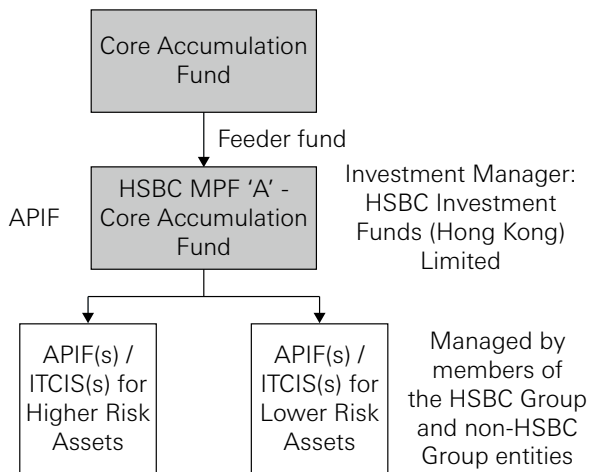 Core Accumulation
Fund
Feeder fund
APIF
HSBC MPF 'A' -
Core Accumulation
Fund
Investment Manager:
HSBC Investment
Funds (Hong Kong)
Limited
APIF(s) /
ITCIS(s) for
Higher Risk
Assets
APIF(s) /
ITCIS(s) for
Lower Risk
Assets
Managed by
members of
the HSBC Group
and non-HSBC
Group entities